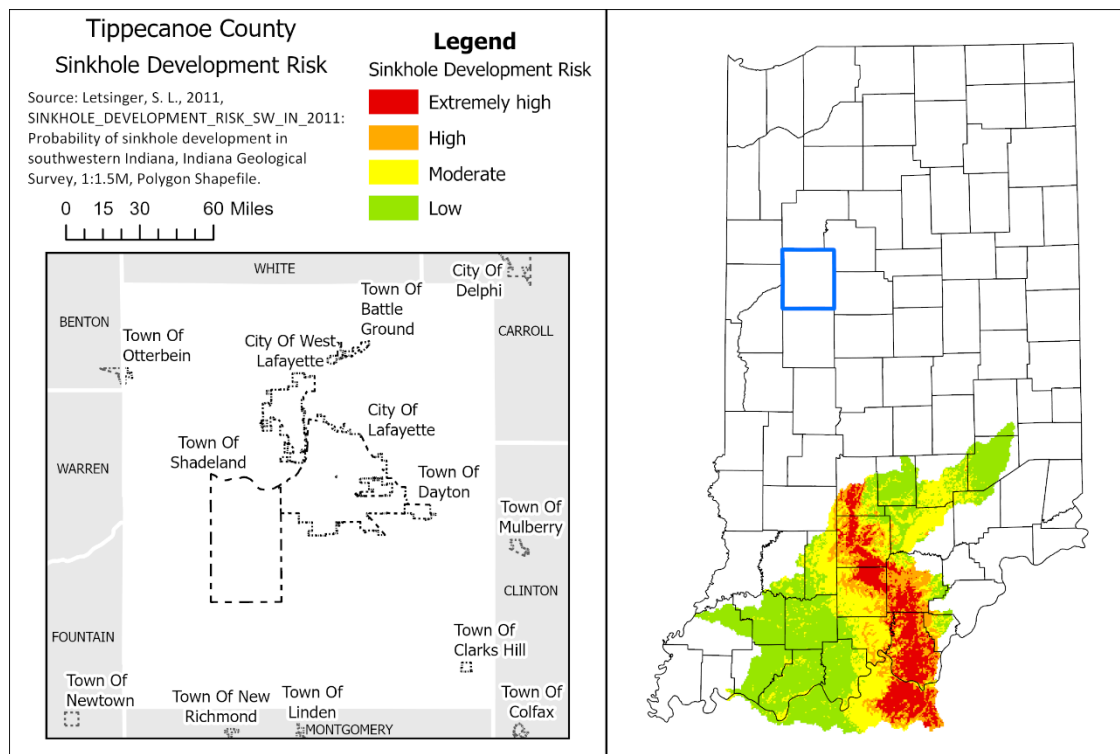 Tippecanoe County
Sinkhole Development Risk
Source: Letsinger, S. L., 2011,
SINKHOLE_DEVELOPMENT_RISK_SW_IN_2011:
Probability of sinkhole development in
southwestern Indiana, Indiana Geological
Survey, 1:1.5M, Polygon Shapefile.
0 15 30 60 Miles
Legend
Sinkhole Development Risk
Extremely high
High
Moderate
Low
WHITE
City Of
Delphi
Town Of
Battle
Ground
BENTON
Town Of
Otterbein
City Of West
Lafayette
CARROLL
City Of
Lafayette
Town Of
Shadeland
WARREN
Town Of
Dayton
Town Of
Mulberry
CLINTON
FOUNTAIN
Town Of
Clarks Hill
Town Of
Newtown
Town Of New
Richmond
Town Of
Linden
MONTGOMERY
Town Of
Colfax